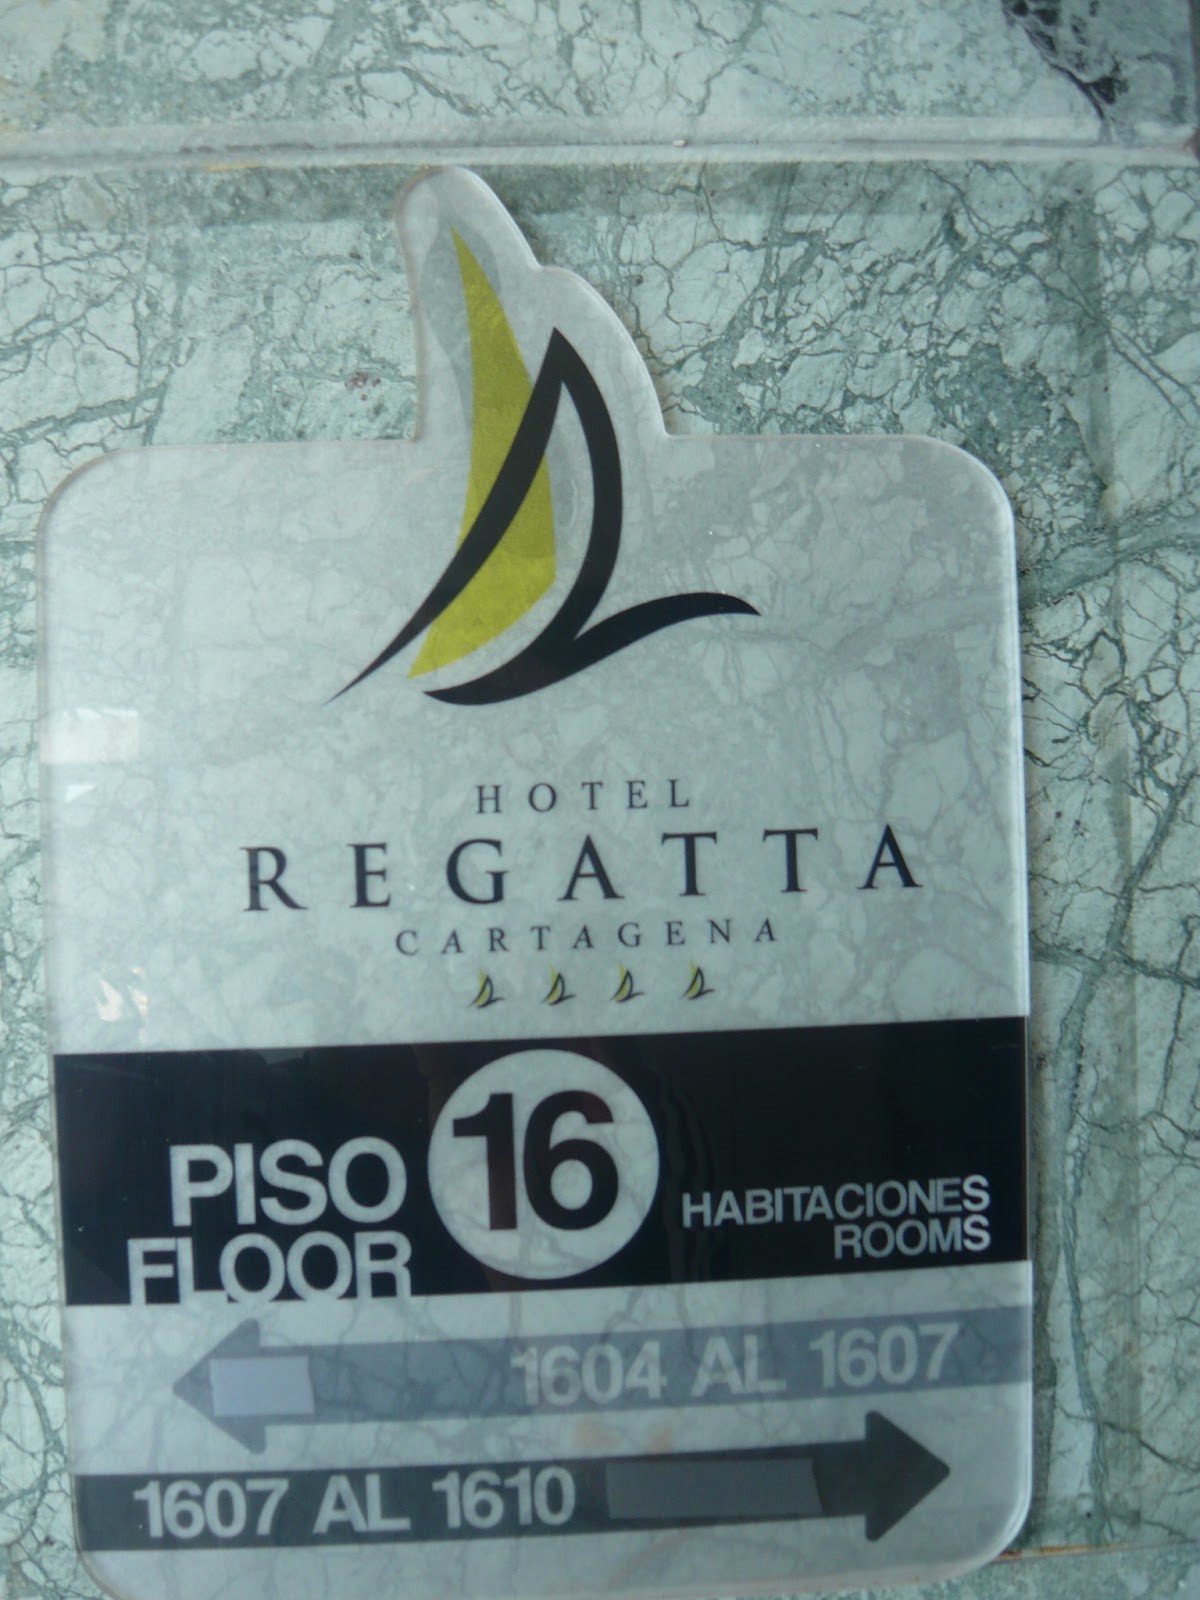 HOTEL
REGATTA
CARTAGENA
PISO
FLOOR
16
HABITACIONES
ROOMS
1604 AL 1607
1607 AL 1610